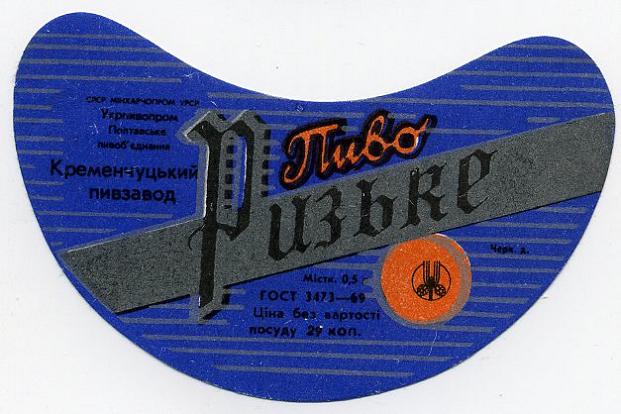 СРСР МІНХАРЧОПРОМ УРСР
Укрпивопром
Полтавське
пивоб'єднання
Кременчуцький
пивзавод
Пиво
Ризьке
Містк. 0,5 г
Черк. д.
ГОСТ 3473—69
Ціна без вартості
посуду 29 коп.